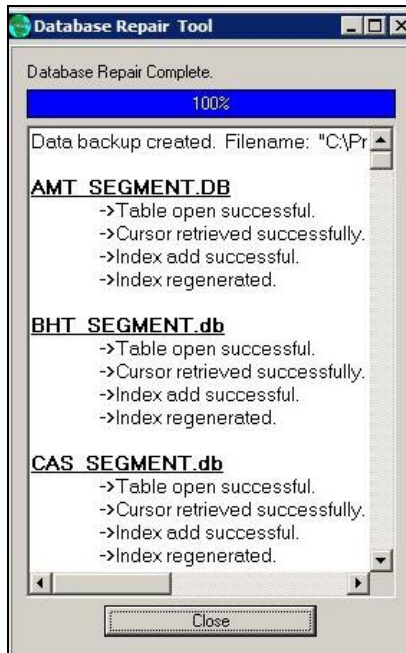 Database Repair Tool
Database Repair Complete.
100%
Data backup created. Filename: "C:\Pr
AMT_SEGMENT.DB
->Table open successful.
->Cursor retrieved successfully.
->Index add successful.
->Index regenerated.
BHT_SEGMENT.db
->Table open successful.
->Cursor retrieved successfully.
->Index add successful.
->Index regenerated.
CAS_SEGMENT.db
->Table open successful.
->Cursor retrieved successfully.
->Index add successful.
->Index regenerated.
Close